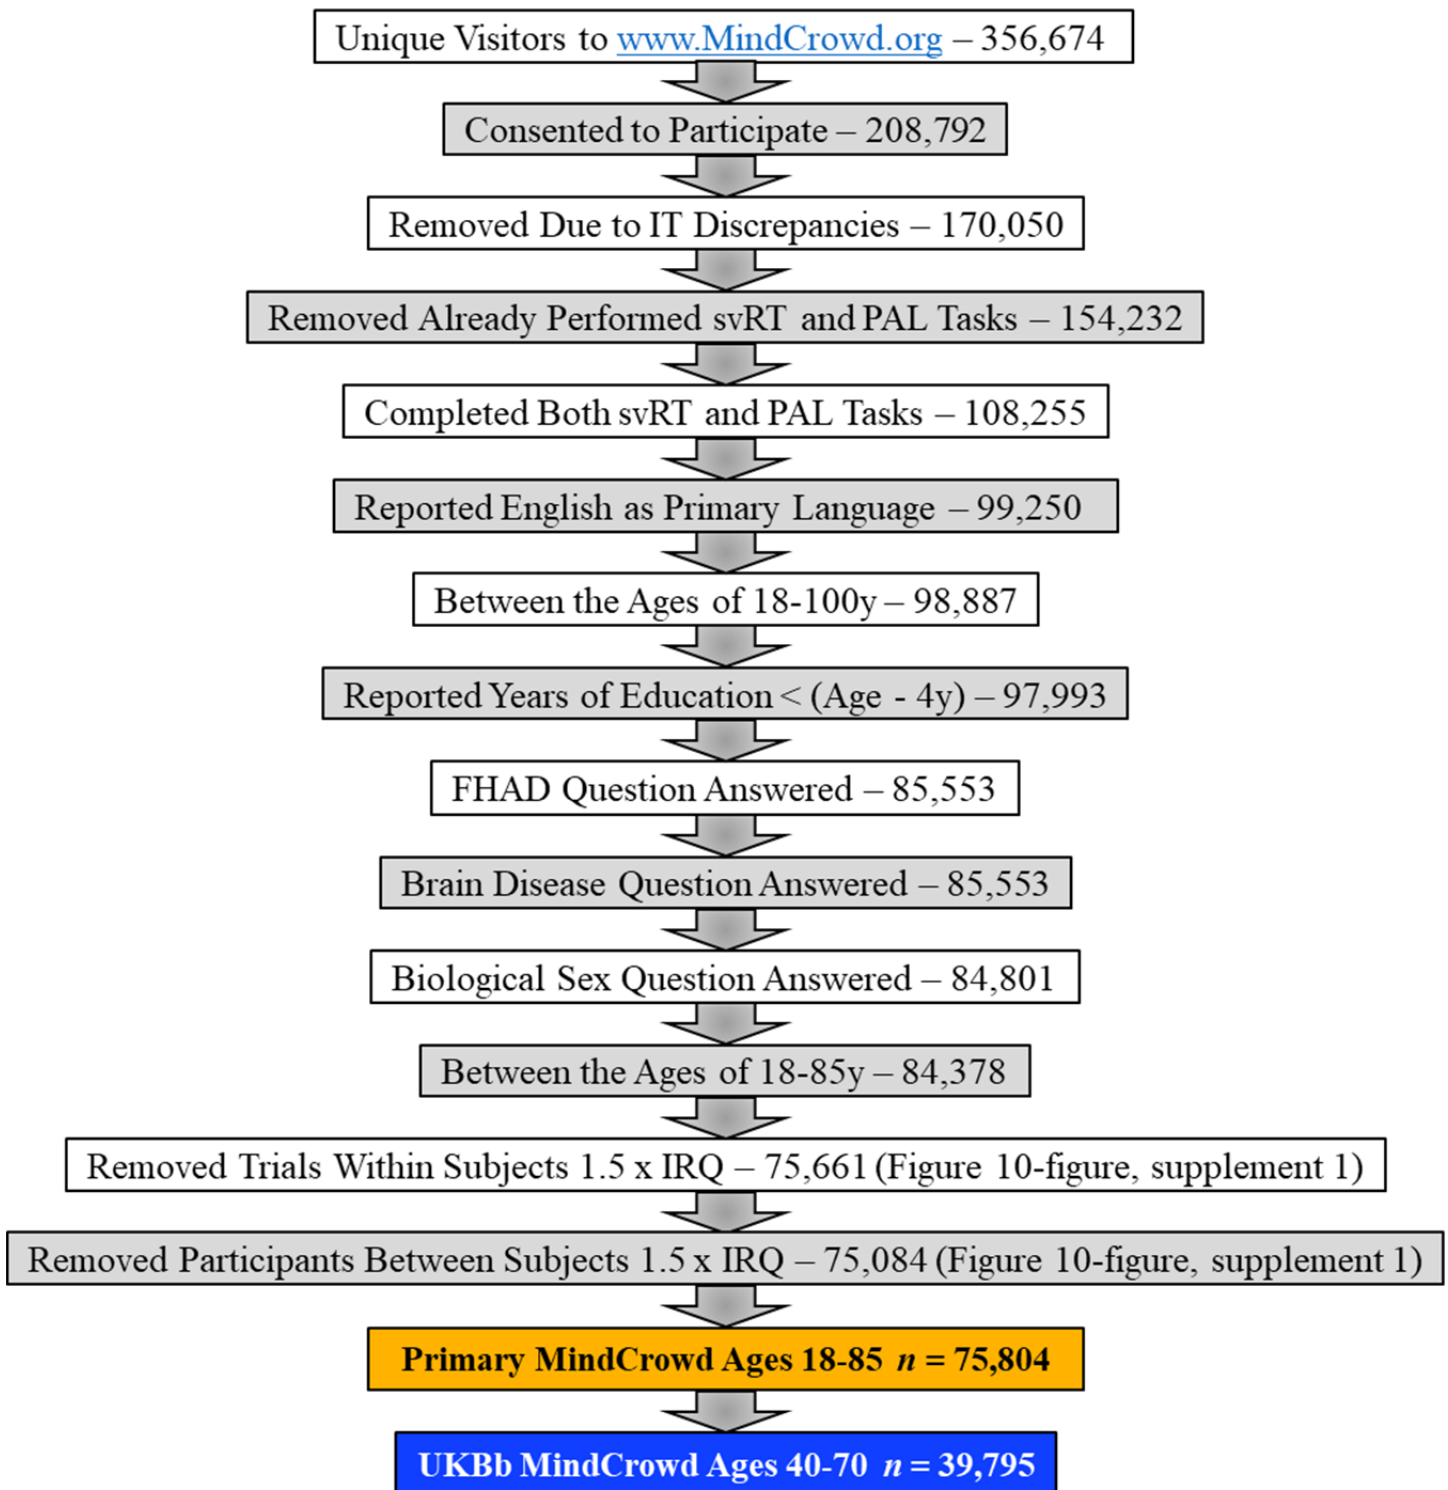 Unique Visitors to www.MindCrowd.org – 356,674
Consented to Participate – 208,792
Removed Due to IT Discrepancies – 170,050
Removed Already Performed svRT and PAL Tasks – 154,232
Completed Both svRT and PAL Tasks – 108,255
Reported English as Primary Language – 99,250
Between the Ages of 18-100y – 98,887
Reported Years of Education < (Age - 4y) – 97,993
FHAD Question Answered – 85,553
Brain Disease Question Answered – 85,553
Biological Sex Question Answered – 84,801
Between the Ages of 18-85y – 84,378
Removed Trials Within Subjects 1.5 x IRQ – 75,661 (Figure 10-figure, supplement 1)
Removed Participants Between Subjects 1.5 x IRQ – 75,084 (Figure 10-figure, supplement 1)
Primary MindCrowd Ages 18-85 n = 75,804
UKBb MindCrowd Ages 40-70 n = 39,795